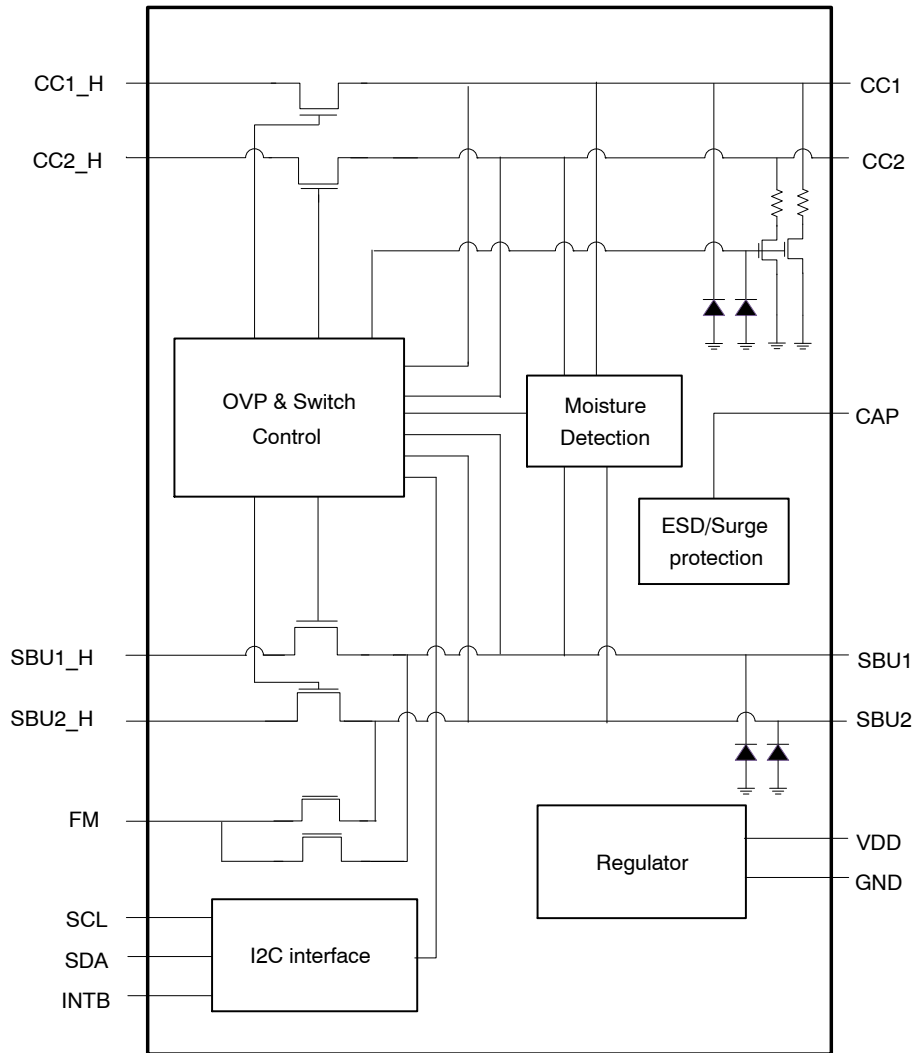 CC1_H
CC1
CC2_H
CC2
OVP & Switch
Control
Moisture
Detection
CAP
ESD/Surge
protection
SBU1_H
SBU1
SBU2_H
SBU2
FM
Regulator
VDD
GND
SCL
SDA
INTB
I2C interface